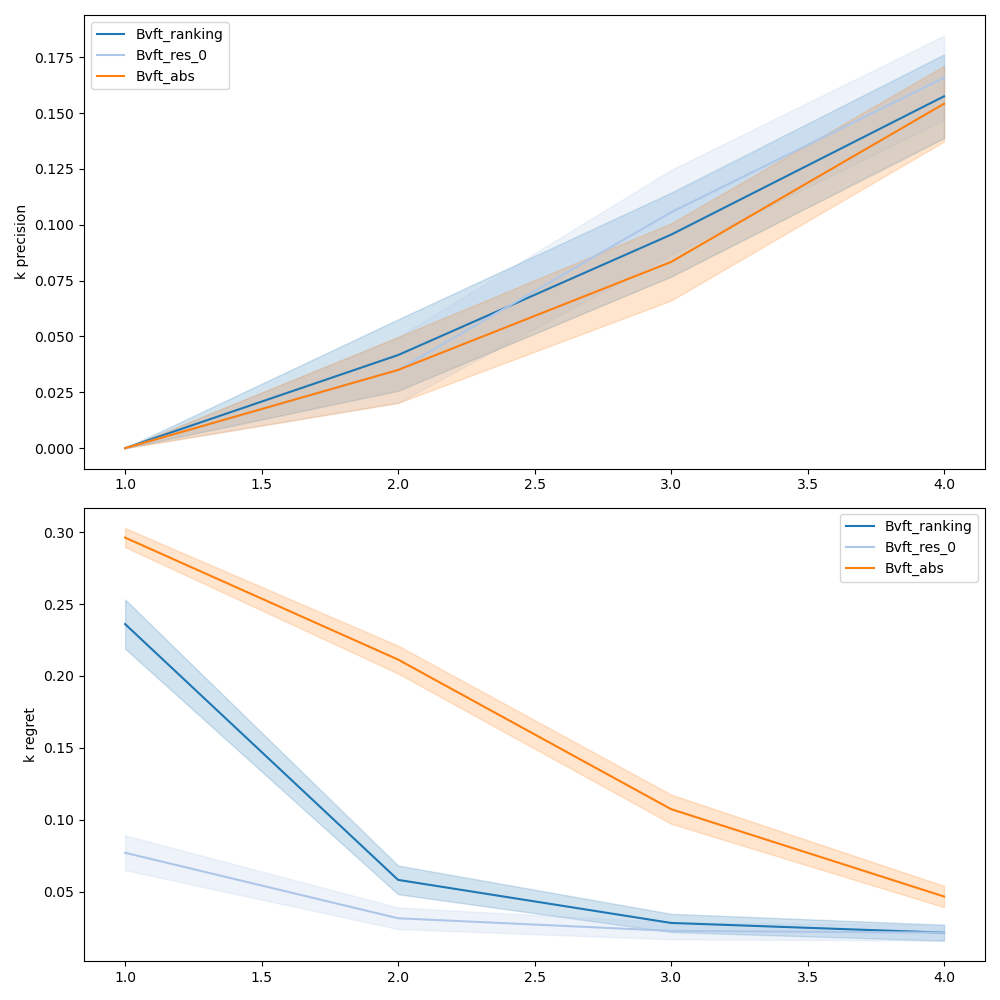 Bvft_ranking
Bvft_res_0
Bvft_abs
0.175
0.150
0.125
0.100
0.075
0.050
0.025
0.000
k precision
1.0 1.5 2.0 2.5 3.0 3.5 4.0
Bvft_ranking
Bvft_res_0
Bvft_abs
0.30
0.25
0.20
0.15
0.10
0.05
k regret
1.0 1.5 2.0 2.5 3.0 3.5 4.0